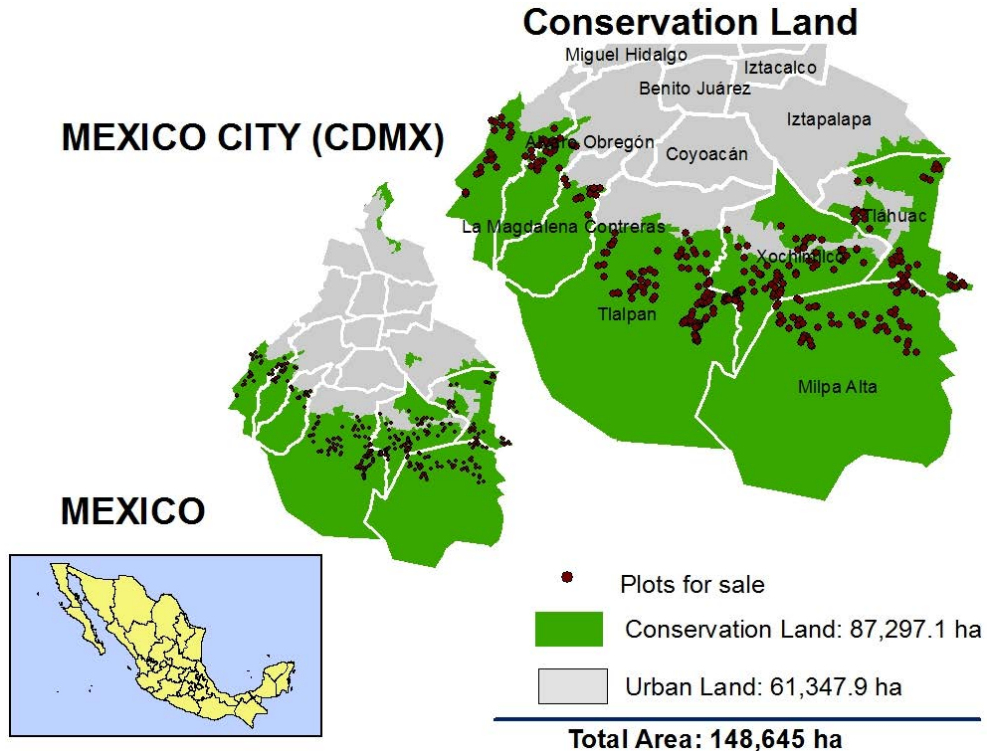 Conservation Land
Miguel Hidalgo
Iztacalco
Benito Juárez
Iztapalapa
MEXICO CITY (CDMX)
Alvaro Obregón
Coyoacán
Tláhuac
La Magdalena Contreras
Xochimilco
Tlalpan
Milpa Alta
MEXICO
Plots for sale
Conservation Land: 87,297.1 ha
Urban Land: 61,347.9 ha
Total Area: 148,645 ha